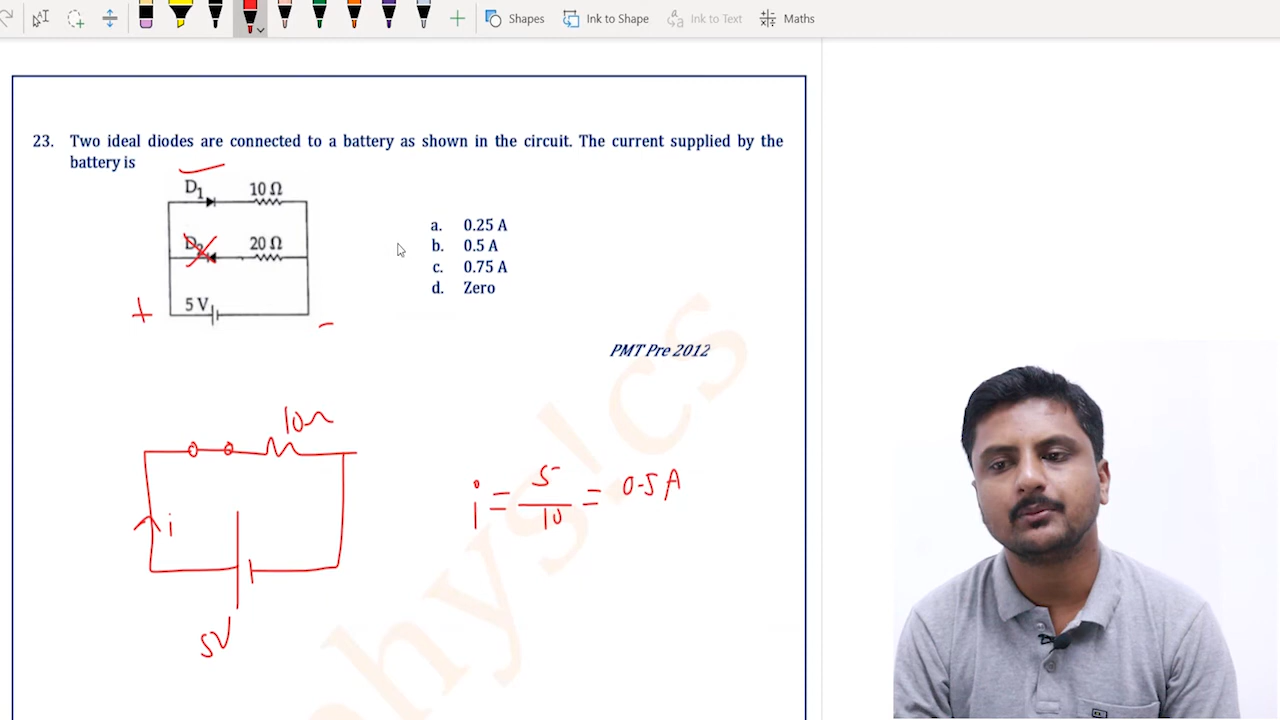 Shapes Ink to Shape Ink to Text Maths
23. Two ideal diodes are connected to a battery as shown in the circuit. The current supplied by the
battery is
D1 10 Ω
D2 20 Ω
5 V
+ -
a. 0.25 A
b. 0.5 A
c. 0.75 A
d. Zero
PMT Pre 2012
10Ω
i
5V
i = 5/10 = 0.5 A
physics